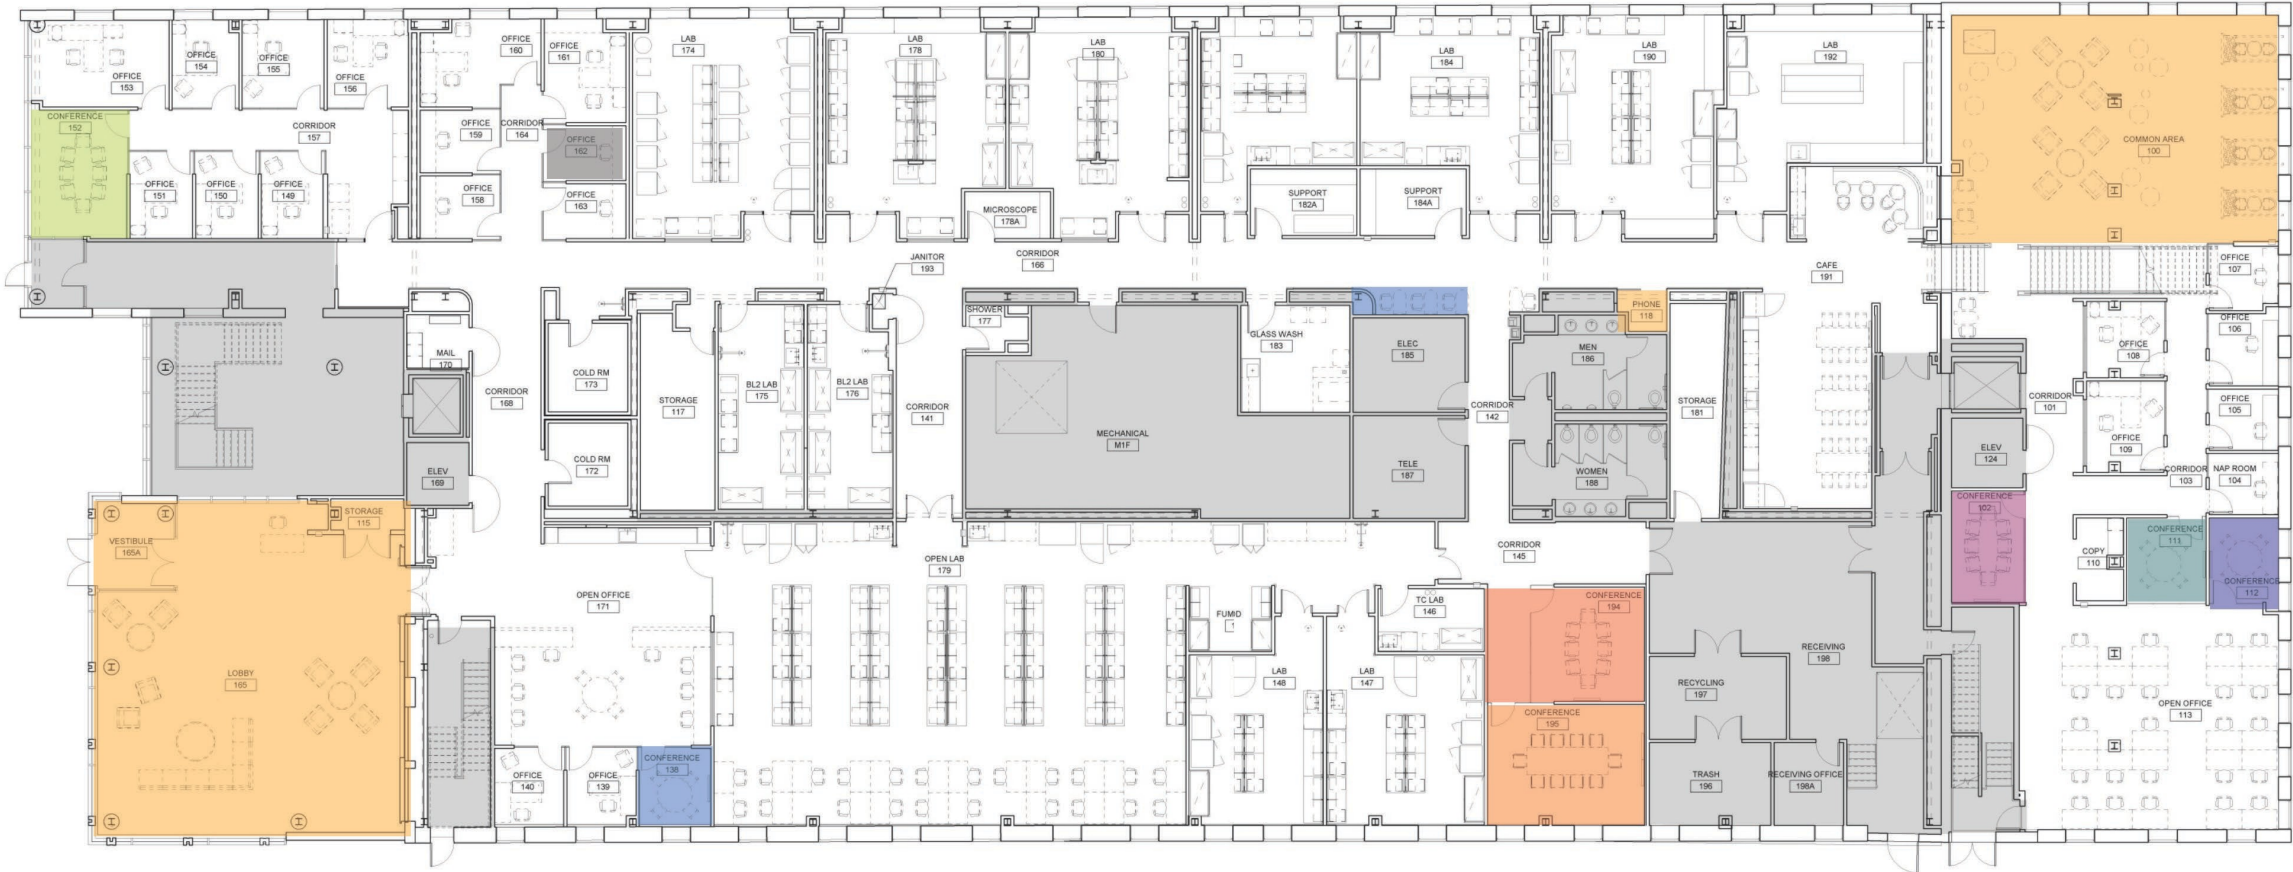 OFFICE
153
OFFICE
154
OFFICE
155
OFFICE
156
OFFICE
160
OFFICE
161
LAB
174
LAB
178
LAB
180
LAB
184
LAB
190
LAB
192
CONFERENCE
152
CORRIDOR
157
OFFICE
159
CORRIDOR
164
OFFICE
162
COMMON AREA
100
OFFICE
151
OFFICE
150
OFFICE
149
OFFICE
158
OFFICE
163
MICROSCOPE
178A
SUPPORT
182A
SUPPORT
184A
JANITOR
193
CORRIDOR
166
CAFE
191
OFFICE
107
SHOWER
177
PHONE
118
OFFICE
106
MAIL
170
COLD RM
173
GLASS WASH
183
ELEC
185
MEN
186
OFFICE
108
CORRIDOR
168
STORAGE
117
BL2 LAB
175
BL2 LAB
176
CORRIDOR
141
CORRIDOR
142
STORAGE
181
CORRIDOR
101
OFFICE
105
MECHANICAL
M1F
OFFICE
109
ELEV
169
COLD RM
172
TELE
187
WOMEN
188
ELEV
124
CORRIDOR
103
NAP ROOM
104
STORAGE
115
CONFERENCE
102
VESTIBULE
165A
OPEN LAB
179
CORRIDOR
145
COPY
110
CONFERENCE
111
CONFERENCE
112
OPEN OFFICE
171
FUMID
TC LAB
146
CONFERENCE
194
LOBBY
165
LAB
148
LAB
147
RECYCLING
197
RECEIVING
198
OPEN OFFICE
113
CONFERENCE
195
OFFICE
140
OFFICE
139
CONFERENCE
138
TRASH
196
RECEIVING OFFICE
198A